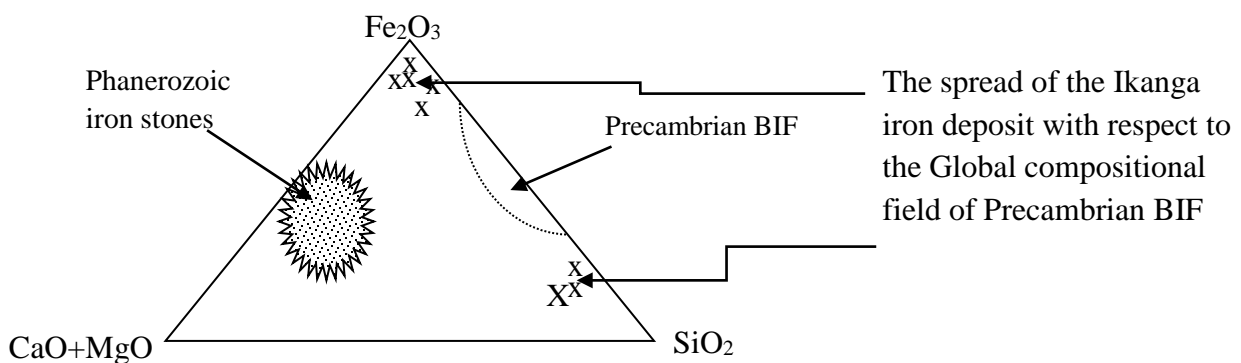 Fe₂O₃
Phanerozoic
iron stones
x
x x x
x
Precambrian BIF
The spread of the Ikanga
iron deposit with respect to
the Global compositional
field of Precambrian BIF
x
X x
CaO+MgO
SiO₂